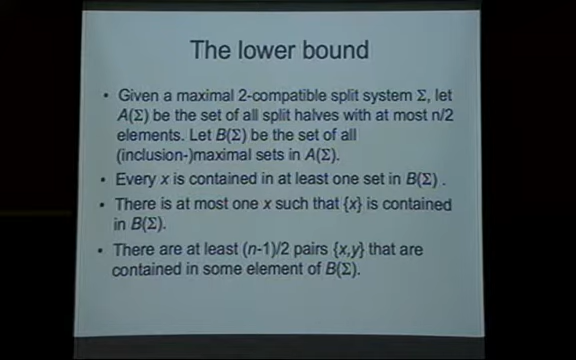 The lower bound
• Given a maximal 2-compatible split system Σ, let
A(Σ) be the set of all split halves with at most n/2
elements. Let B(Σ) be the set of all
(inclusion-)maximal sets in A(Σ).
• Every x is contained in at least one set in B(Σ) .
• There is at most one x such that {x} is contained
in B(Σ).
• There are at least (n-1)/2 pairs {x,y} that are
contained in some element of B(Σ).